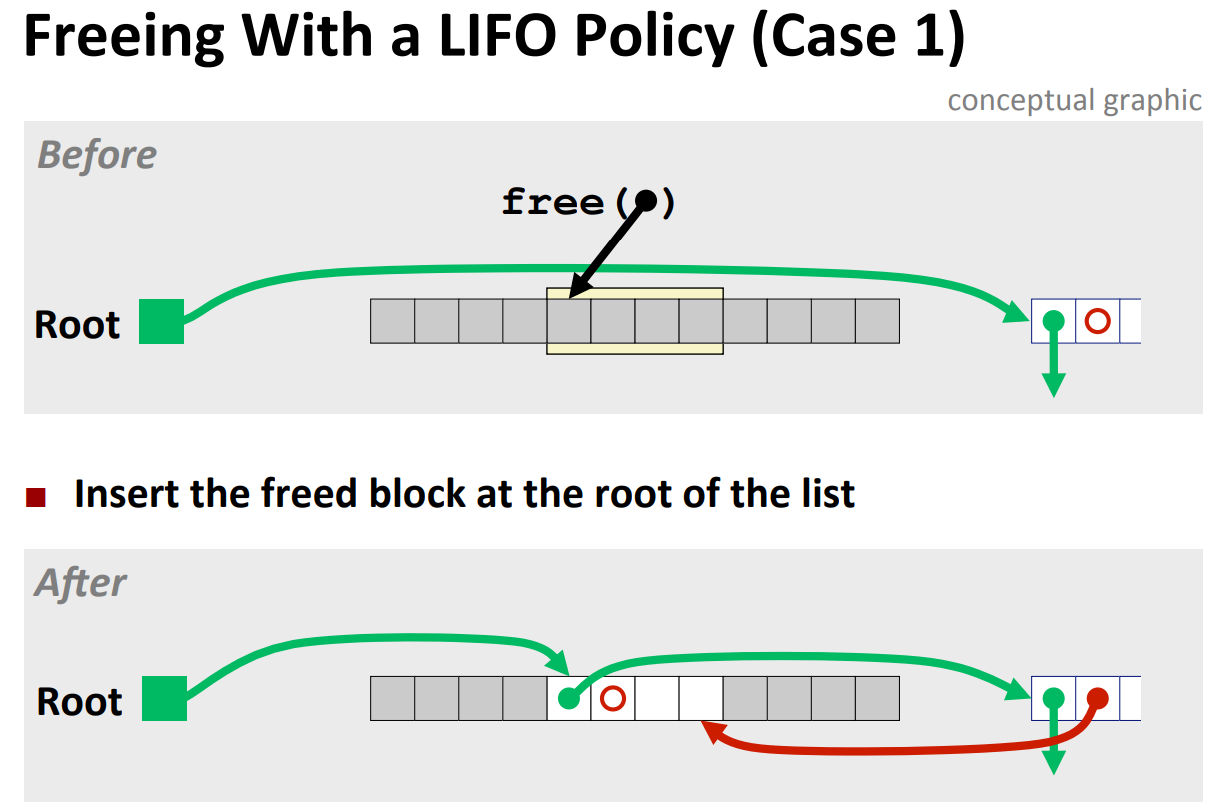 Freeing With a LIFO Policy (Case 1)
conceptual graphic
Before
free( )
Root
Insert the freed block at the root of the list
After
Root